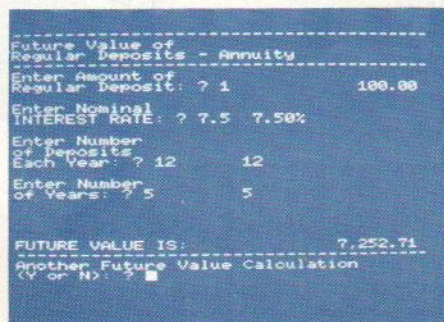 ------------------------------------
Future Value of
Regular Deposits - Annuity
------------------------------------
Enter Amount of
Regular Deposit: ? 1 100.00
Enter Nominal
INTEREST RATE: ? 7.5 7.50%
Enter Number
of Deposits
Each Year: ? 12 12
Enter Number
of Years: ? 5 5
FUTURE VALUE IS: 7,252.71
------------------------------------
Another Future Value Calculation
(Y or N): ?